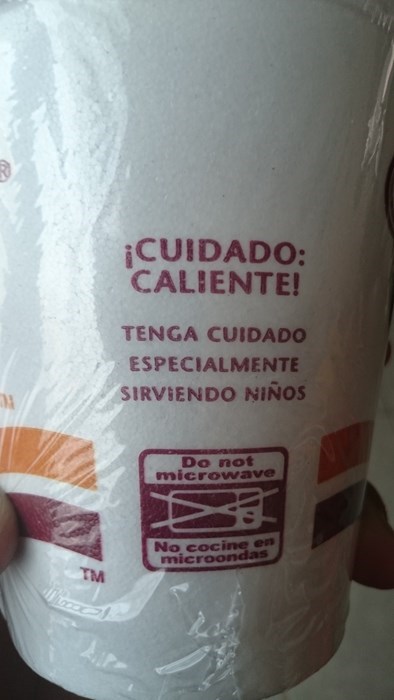 ®
¡CUIDADO:
CALIENTE!
TENGA CUIDADO
ESPECIALMENTE
SIRVIENDO NIÑOS
Do not
microwave
No cocine en
microondas
TM